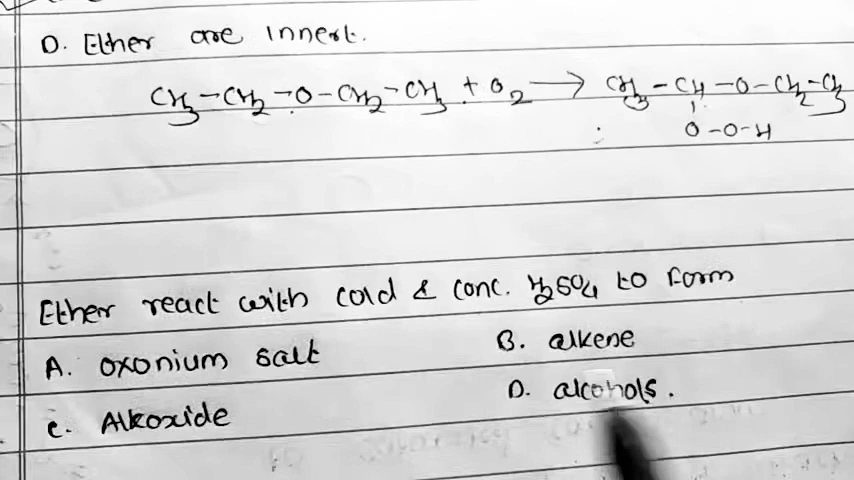 D. Ether are innert.
CH3-CH2-O-CH2-CH3 + O2 → CH3-CH-O-CH2-CH3
O-O-H
Ether react with cold & conc. H2SO4 to form
A. oxonium salt B. alkene
C. Alkoxide D. alcohols.